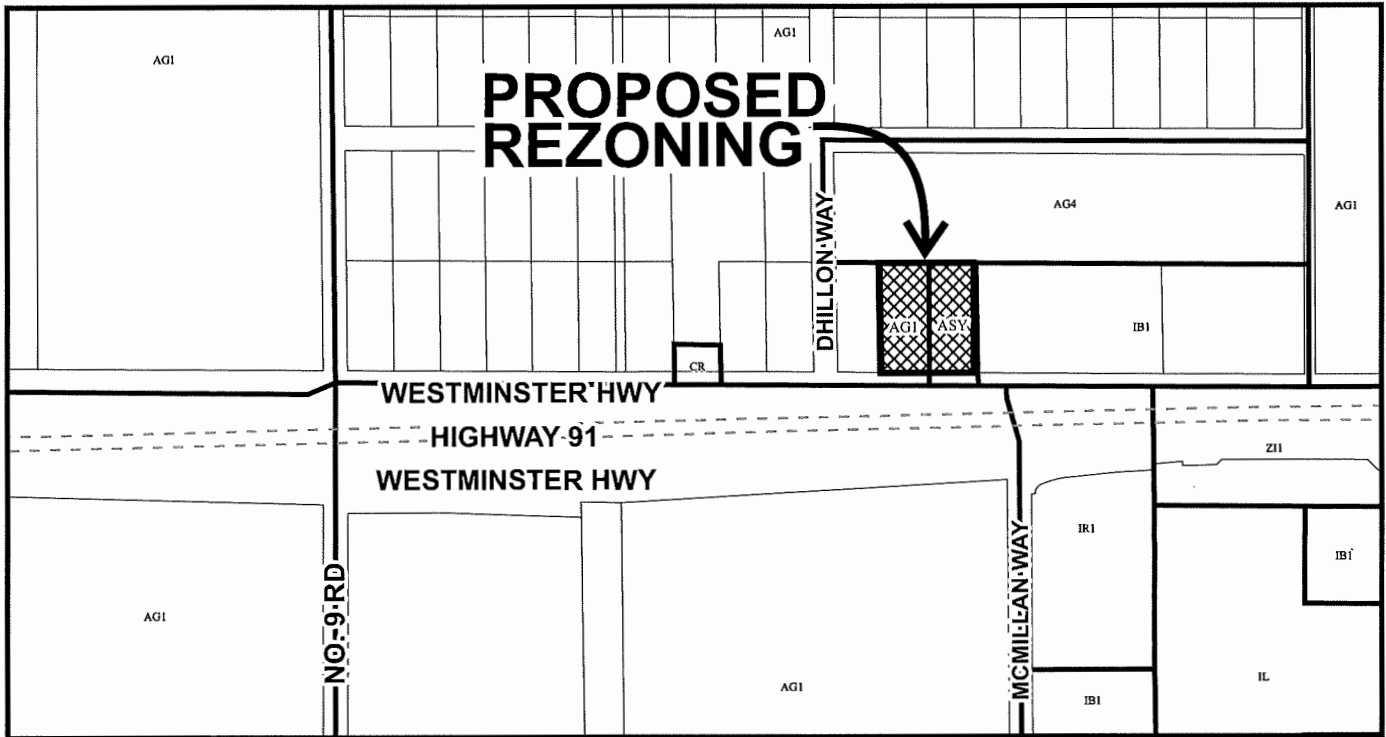 AG1
AG1
PROPOSED
REZONING
DHILLON WAY
AG4
AG1
AG1
ASY
IB1
CR
WESTMINSTER HWY
HIGHWAY 91
WESTMINSTER HWY
ZI1
IR1
IB1
NO. 9 RD
MCMILLAN WAY
AG1
AG1
IB1
IL